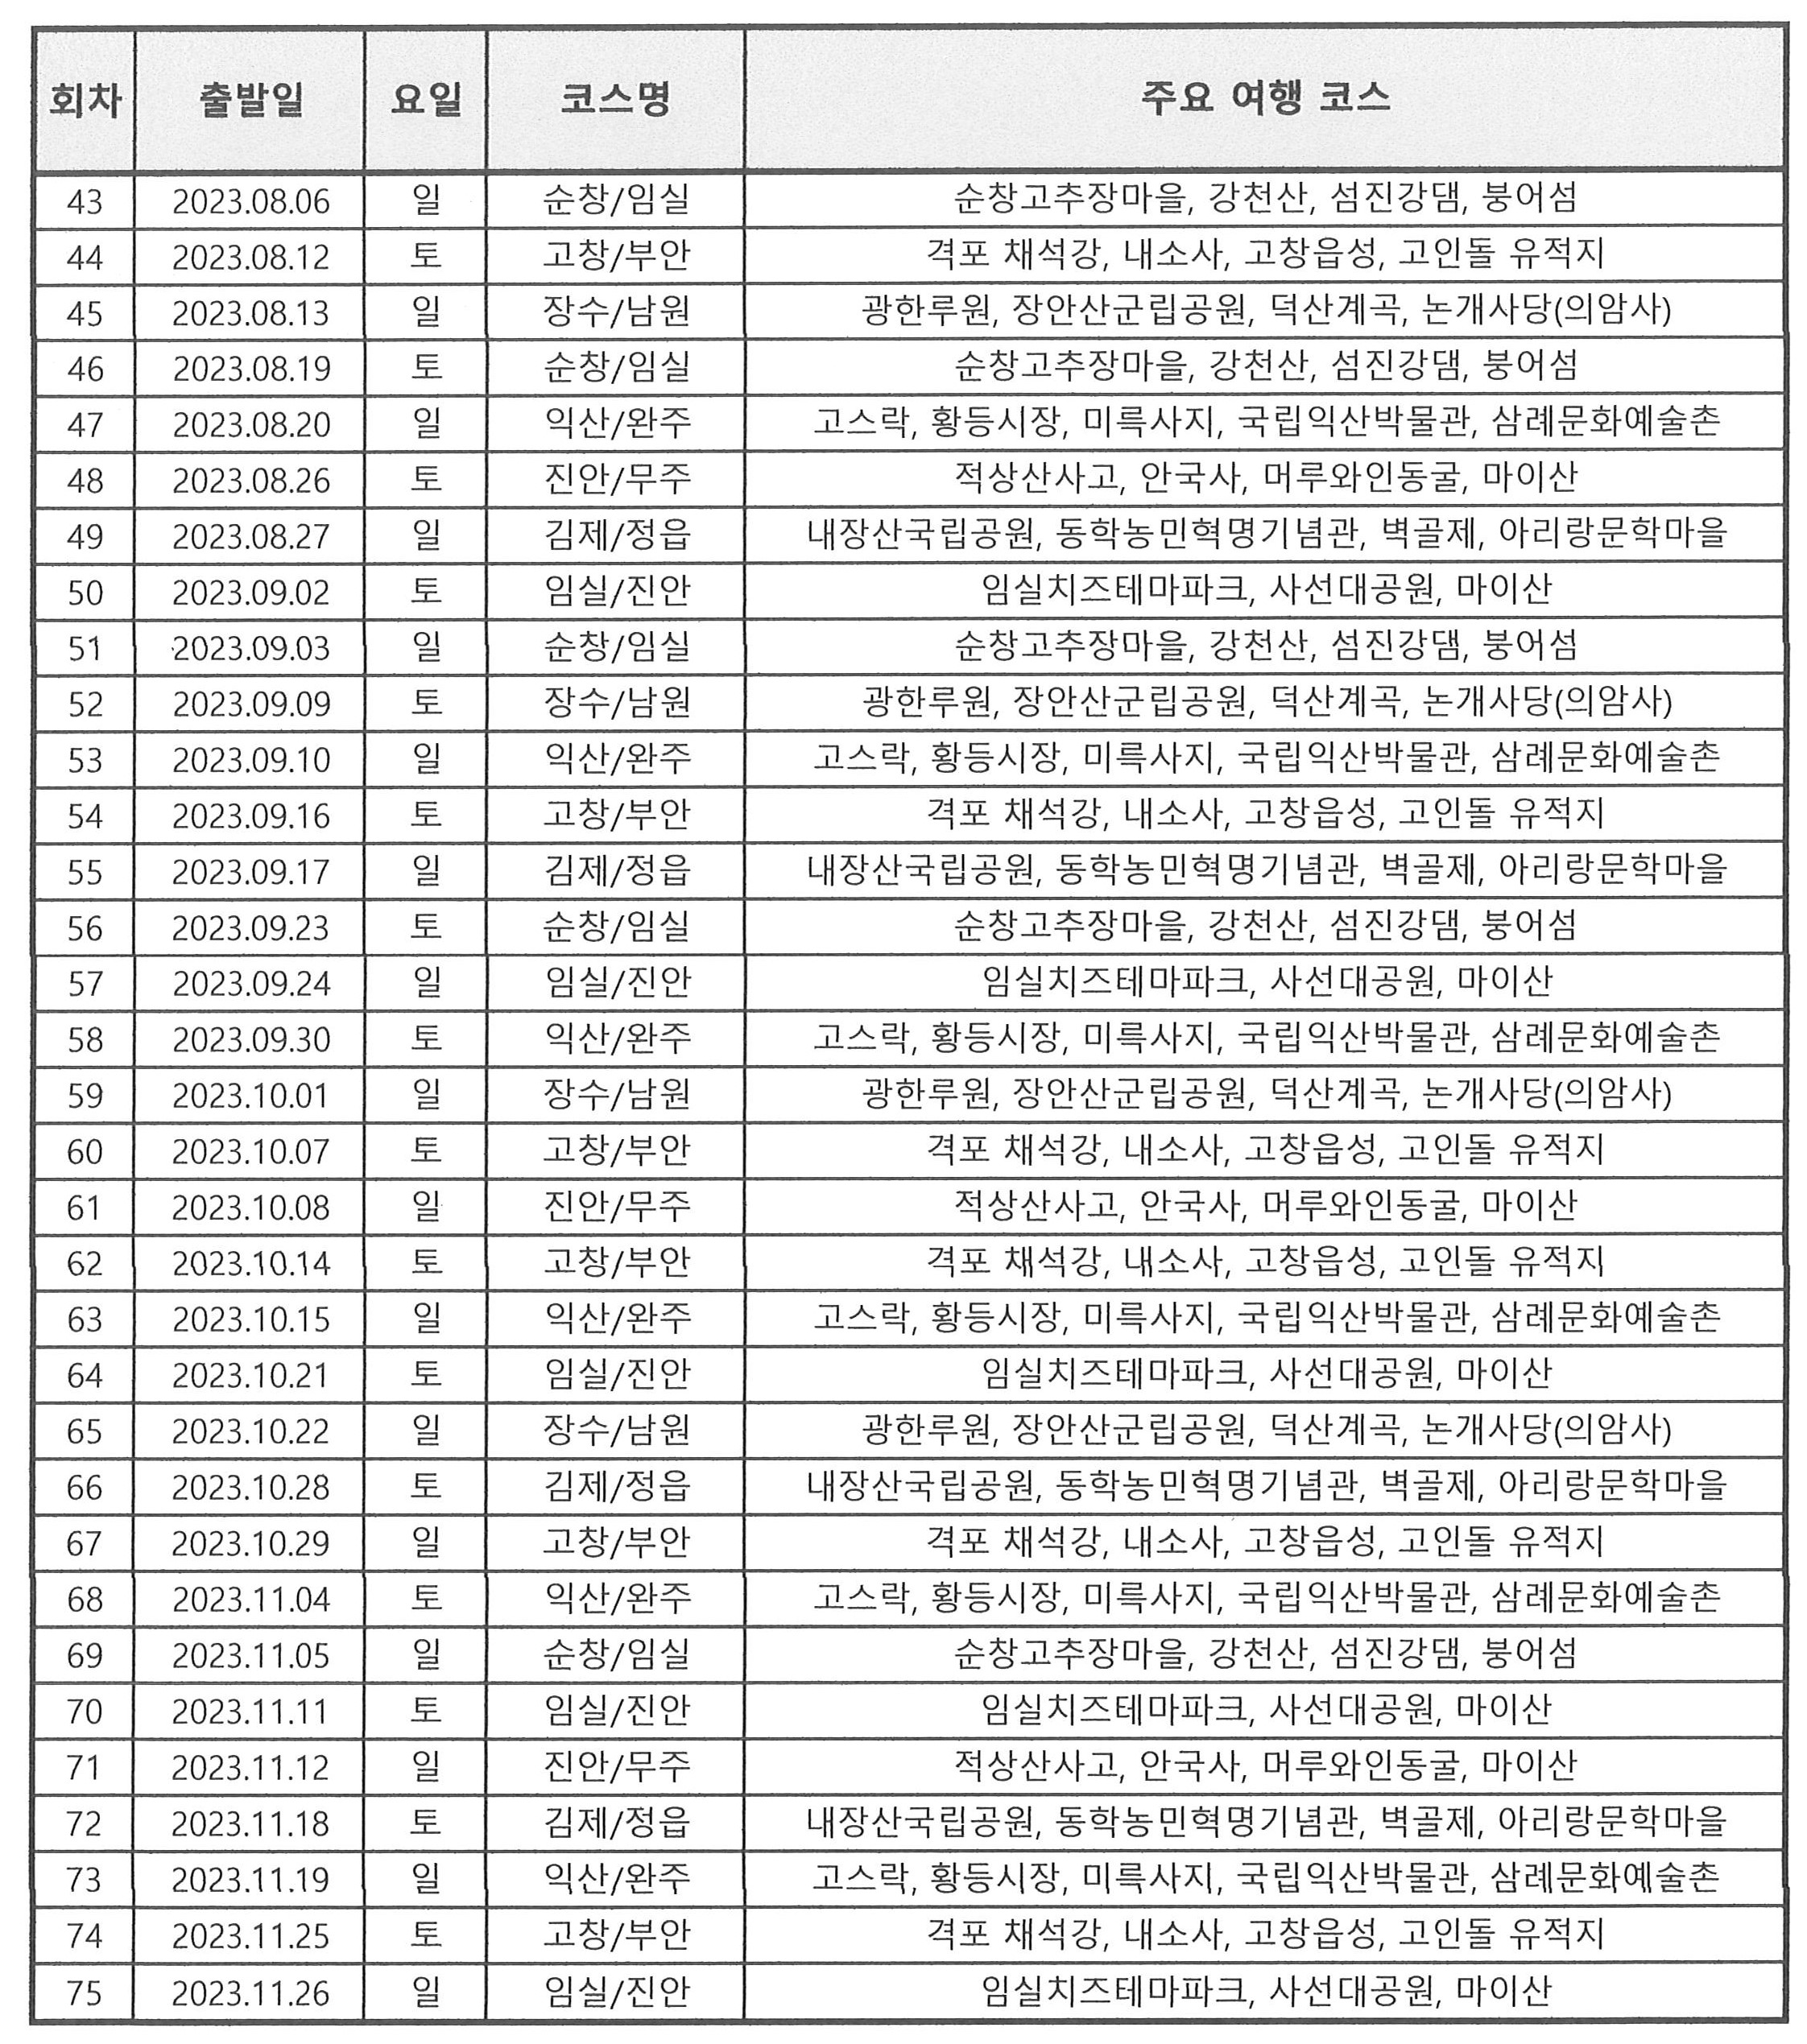 회차 출발일 요일 코스명 주요 여행 코스
43 2023.08.06 일 순창/임실 순창고추장마을, 강천산, 섬진강댐, 붕어섬
44 2023.08.12 토 고창/부안 격포 채석강, 내소사, 고창읍성, 고인돌 유적지
45 2023.08.13 일 장수/남원 광한루원, 장안산군립공원, 덕산계곡, 논개사당(의암사)
46 2023.08.19 토 순창/임실 순창고추장마을, 강천산, 섬진강댐, 붕어섬
47 2023.08.20 일 익산/완주 고스락, 황등시장, 미륵사지, 국립익산박물관, 삼례문화예술촌
48 2023.08.26 토 진안/무주 적상산사고, 안국사, 머루와인동굴, 마이산
49 2023.08.27 일 김제/정읍 내장산국립공원, 동학농민혁명기념관, 벽골제, 아리랑문학마을
50 2023.09.02 토 임실/진안 임실치즈테마파크, 사선대공원, 마이산
51 2023.09.03 일 순창/임실 순창고추장마을, 강천산, 섬진강댐, 붕어섬
52 2023.09.09 토 장수/남원 광한루원, 장안산군립공원, 덕산계곡, 논개사당(의암사)
53 2023.09.10 일 익산/완주 고스락, 황등시장, 미륵사지, 국립익산박물관, 삼례문화예술촌
54 2023.09.16 토 고창/부안 격포 채석강, 내소사, 고창읍성, 고인돌 유적지
55 2023.09.17 일 김제/정읍 내장산국립공원, 동학농민혁명기념관, 벽골제, 아리랑문학마을
56 2023.09.23 토 순창/임실 순창고추장마을, 강천산, 섬진강댐, 붕어섬
57 2023.09.24 일 임실/진안 임실치즈테마파크, 사선대공원, 마이산
58 2023.09.30 토 익산/완주 고스락, 황등시장, 미륵사지, 국립익산박물관, 삼례문화예술촌
59 2023.10.01 일 장수/남원 광한루원, 장안산군립공원, 덕산계곡, 논개사당(의암사)
60 2023.10.07 토 고창/부안 격포 채석강, 내소사, 고창읍성, 고인돌 유적지
61 2023.10.08 일 진안/무주 적상산사고, 안국사, 머루와인동굴, 마이산
62 2023.10.14 토 고창/부안 격포 채석강, 내소사, 고창읍성, 고인돌 유적지
63 2023.10.15 일 익산/완주 고스락, 황등시장, 미륵사지, 국립익산박물관, 삼례문화예술촌
64 2023.10.21 토 임실/진안 임실치즈테마파크, 사선대공원, 마이산
65 2023.10.22 일 장수/남원 광한루원, 장안산군립공원, 덕산계곡, 논개사당(의암사)
66 2023.10.28 토 김제/정읍 내장산국립공원, 동학농민혁명기념관, 벽골제, 아리랑문학마을
67 2023.10.29 일 고창/부안 격포 채석강, 내소사, 고창읍성, 고인돌 유적지
68 2023.11.04 토 익산/완주 고스락, 황등시장, 미륵사지, 국립익산박물관, 삼례문화예술촌
69 2023.11.05 일 순창/임실 순창고추장마을, 강천산, 섬진강댐, 붕어섬
70 2023.11.11 토 임실/진안 임실치즈테마파크, 사선대공원, 마이산
71 2023.11.12 일 진안/무주 적상산사고, 안국사, 머루와인동굴, 마이산
72 2023.11.18 토 김제/정읍 내장산국립공원, 동학농민혁명기념관, 벽골제, 아리랑문학마을
73 2023.11.19 일 익산/완주 고스락, 황등시장, 미륵사지, 국립익산박물관, 삼례문화예술촌
74 2023.11.25 토 고창/부안 격포 채석강, 내소사, 고창읍성, 고인돌 유적지
75 2023.11.26 일 임실/진안 임실치즈테마파크, 사선대공원, 마이산